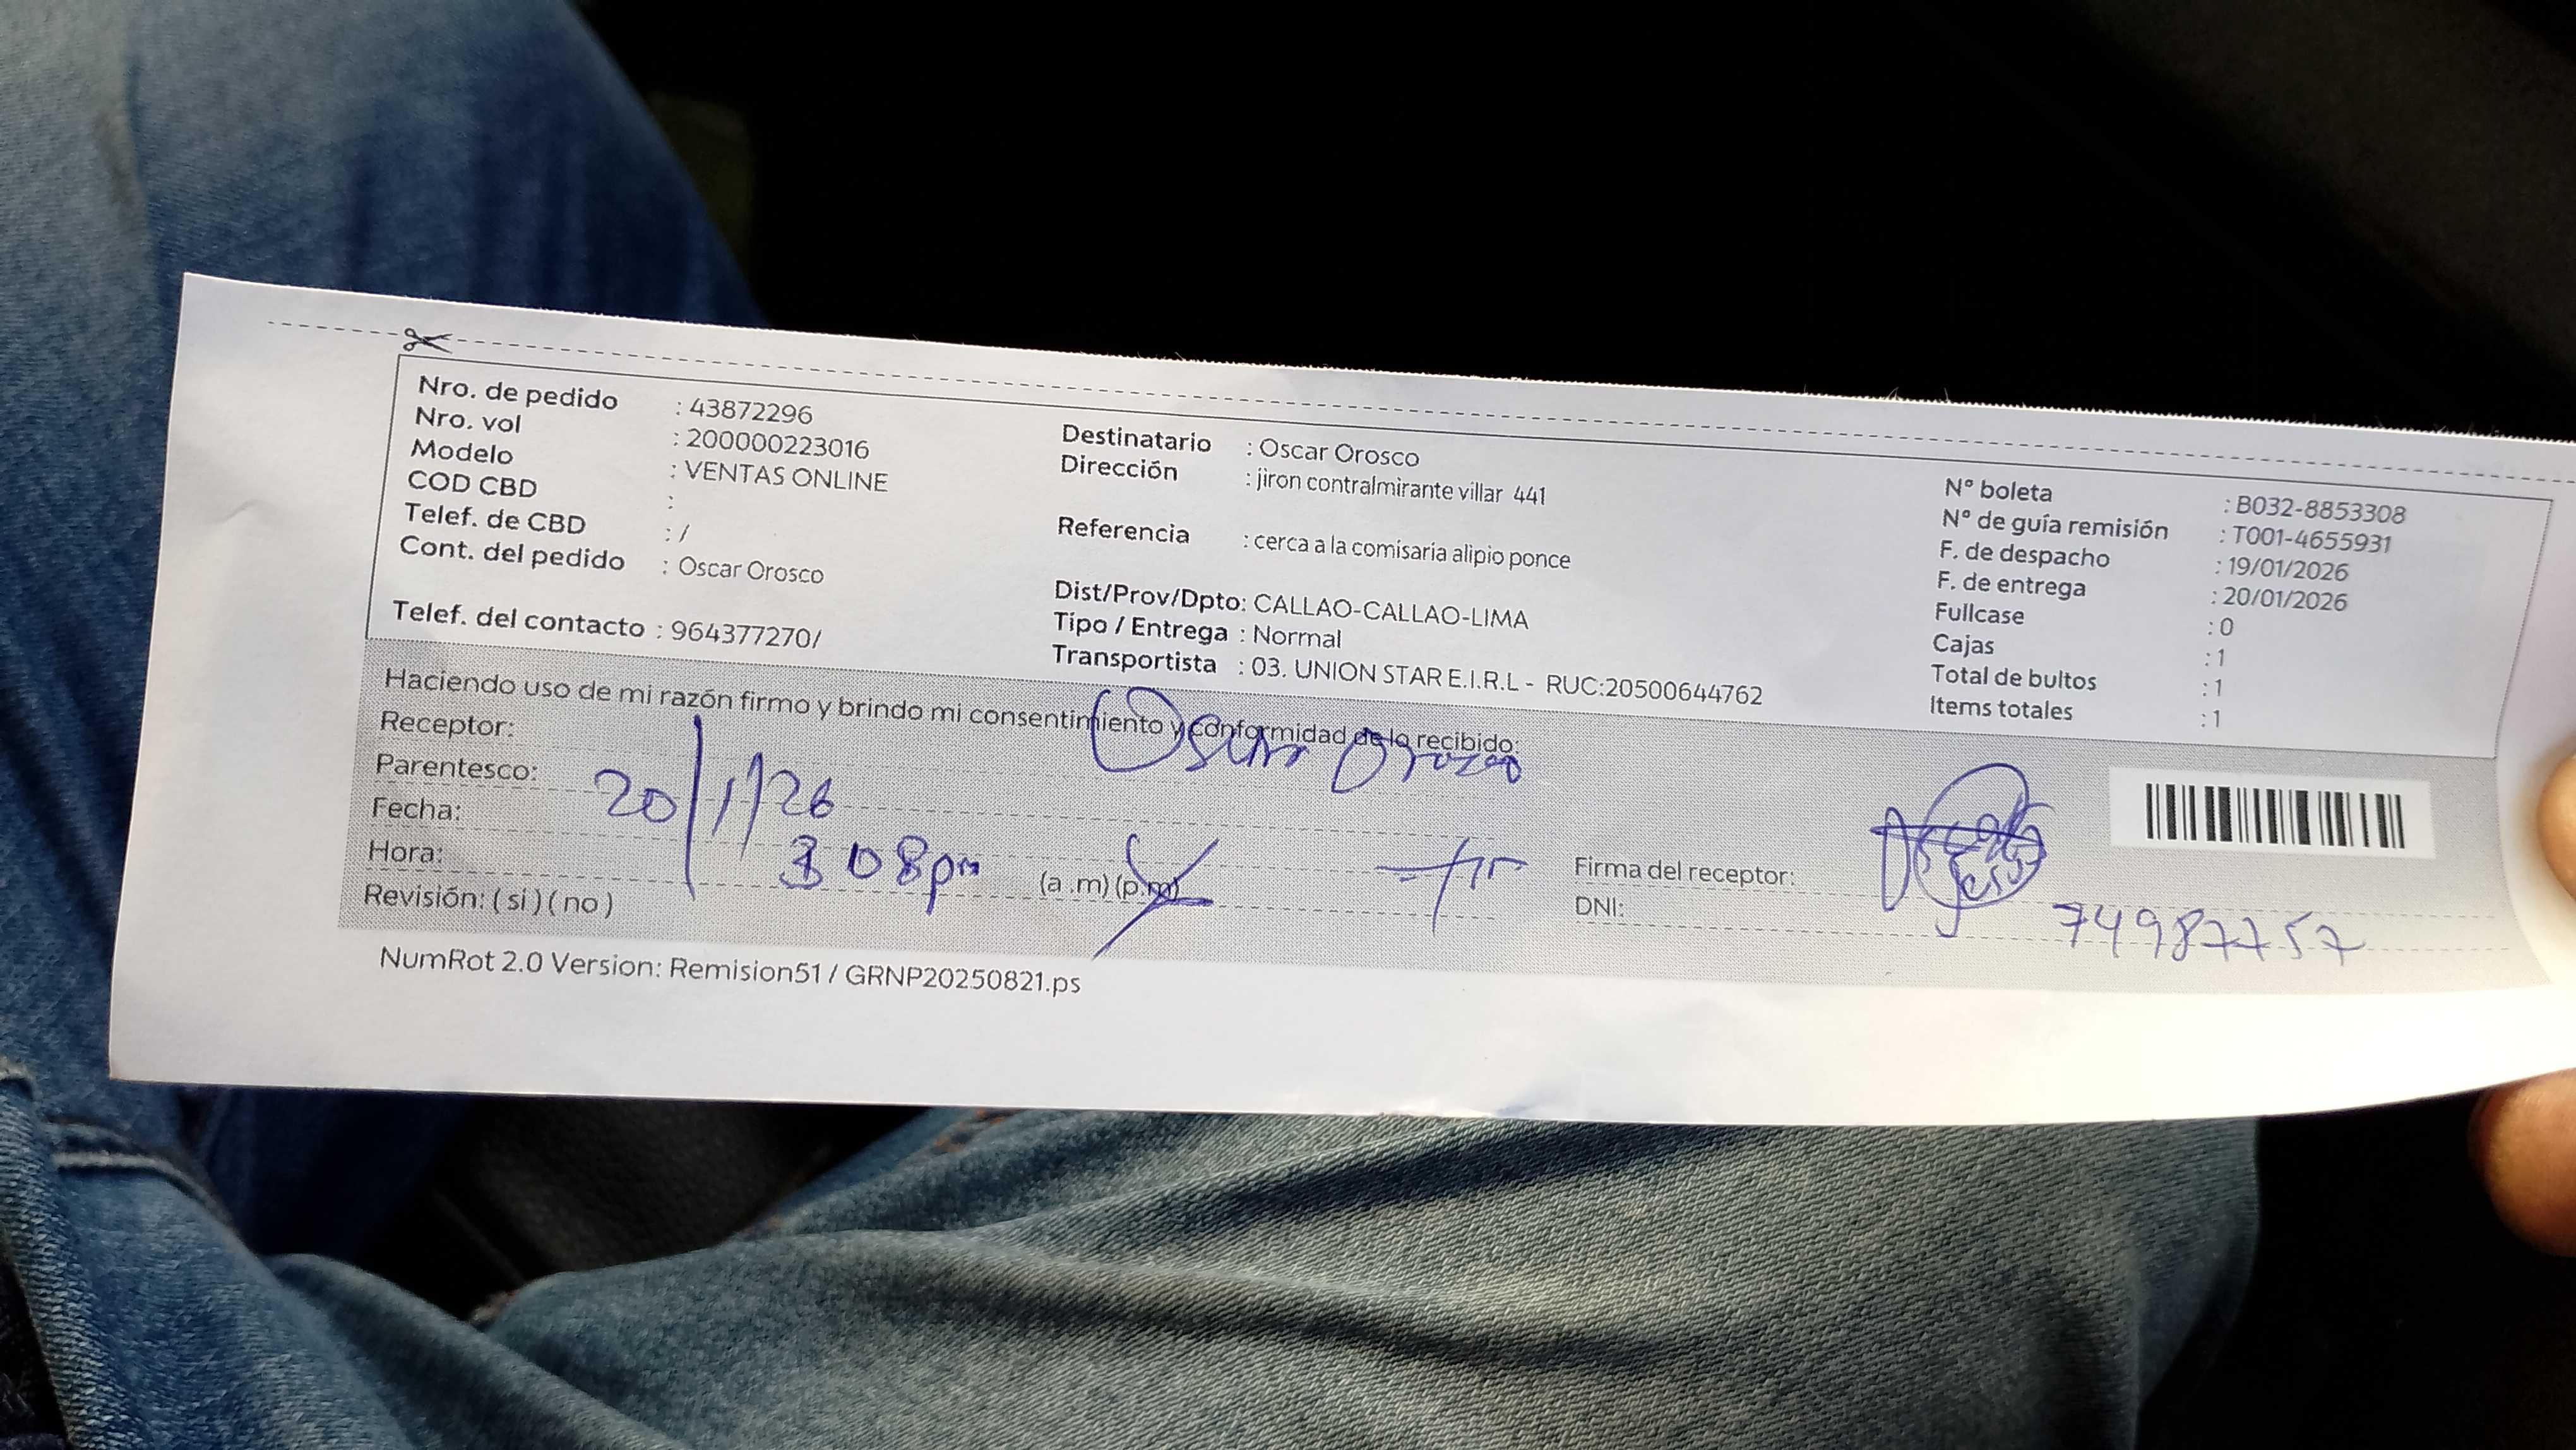 Nro. de pedido : 43872296
Nro. vol : 200000223016
Modelo : VENTAS ONLINE
COD CBD :
Telef. de CBD : /
Cont. del pedido : Oscar Orosco
Telef. del contacto : 964377270/
Destinatario : Oscar Orosco
Dirección : jiron contralmirante villar 441
Referencia : cerca a la comisaria alipio ponce
Dist/Prov/Dpto: CALLAO-CALLAO-LIMA
Tipo / Entrega : Normal
Transportista : 03. UNION STAR E.I.R.L - RUC:20500644762
N° boleta : B032-8853308
N° de guía remisión : T001-4655931
F. de despacho : 19/01/2026
F. de entrega : 20/01/2026
Fullcase : 0
Cajas : 1
Total de bultos : 1
Items totales : 1
Haciendo uso de mi razón firmo y brindo mi consentimiento y conformidad de lo recibido:
Receptor: Oscar Orozco
Parentesco:
Fecha: 20/1/26
Hora: 3 08pm (a.m) (p.m)
Revisión: ( si ) ( no )
Firma del receptor:
DNI: 74987757
NumRot 2.0 Version: Remision51 / GRNP20250821.ps